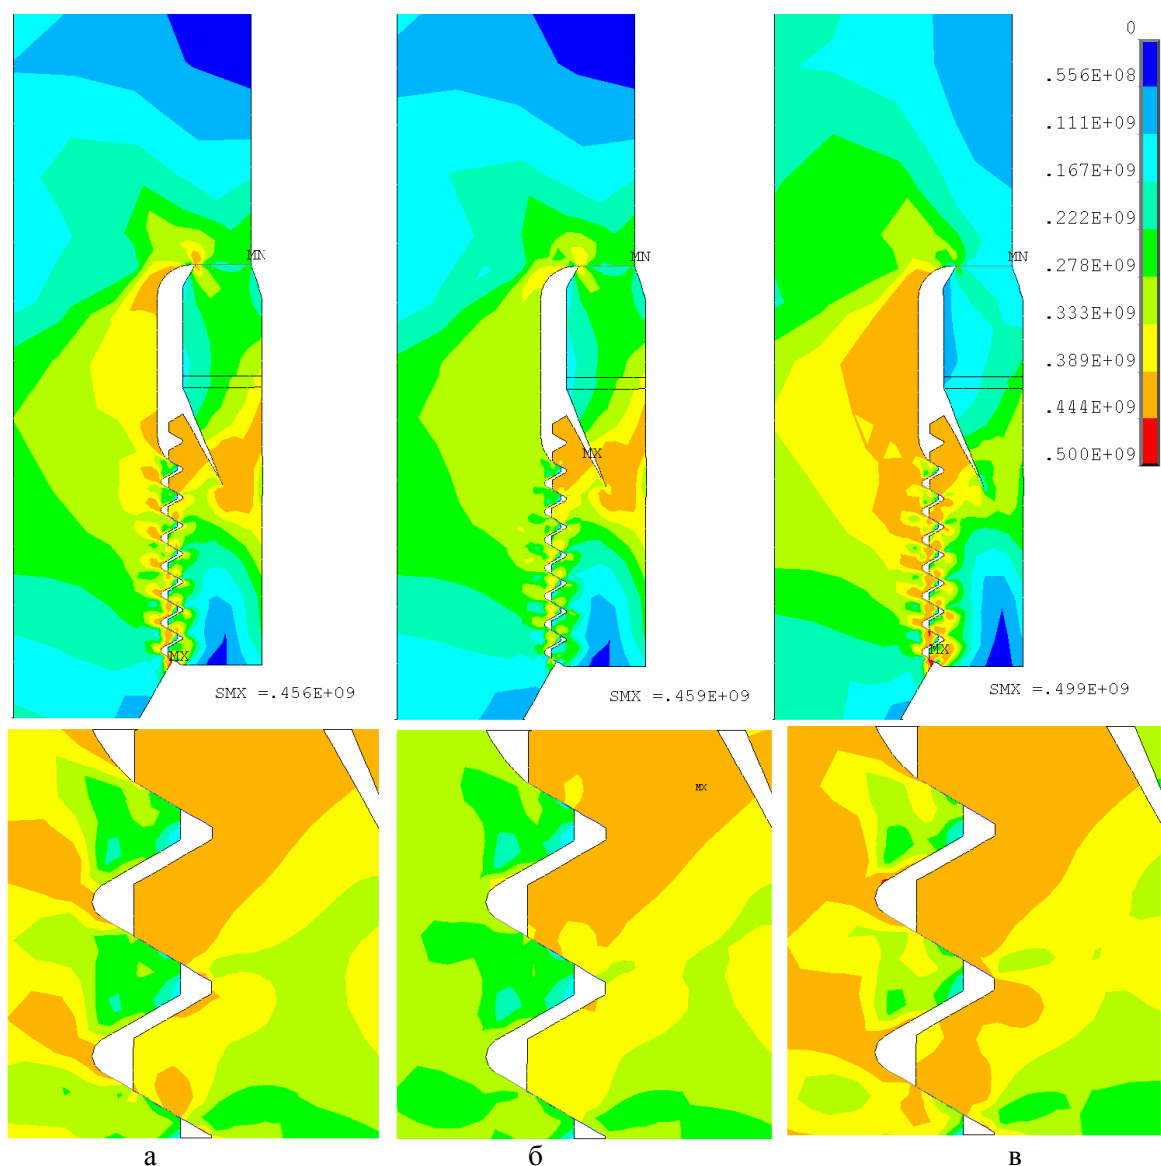 0
.556E+08
.111E+09
.167E+09
.222E+09
.278E+09
.333E+09
.389E+09
.444E+09
.500E+09
MN
MN
MN
MX
MX
MX
SMX =.456E+09
SMX =.459E+09
SMX =.499E+09
MX
а
б
в